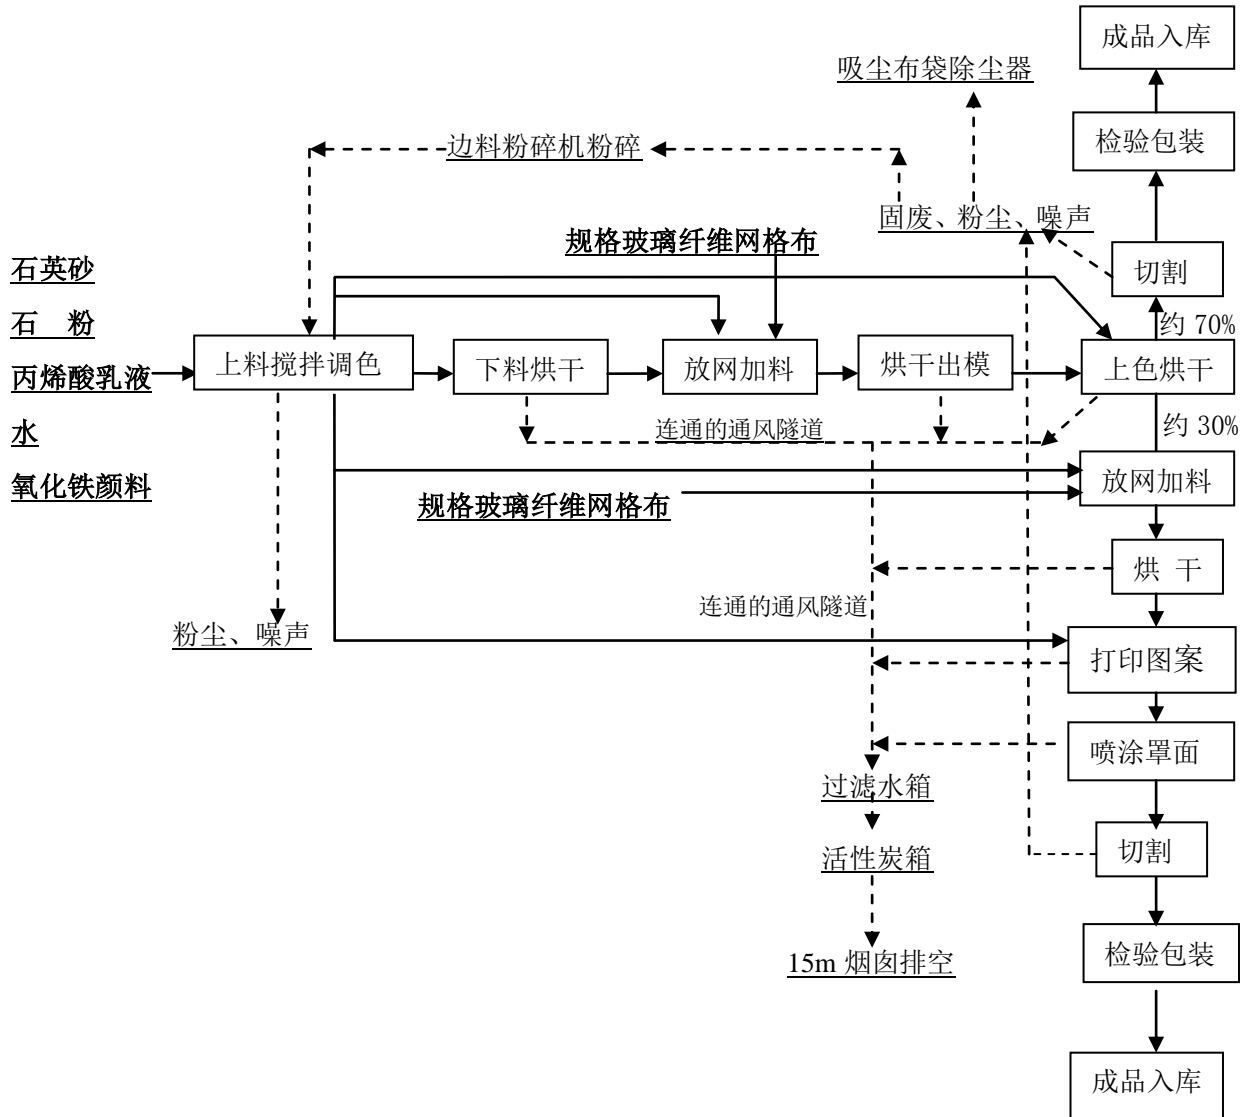 成品入库
吸尘布袋除尘器
检验包装
边料粉碎机粉碎
固废、粉尘、噪声
规格玻璃纤维网格布
石英砂
切割
石 粉
约 70%
上料搅拌调色
下料烘干
放网加料
烘干出模
上色烘干
丙烯酸乳液
水
连通的通风隧道
约 30%
氧化铁颜料
放网加料
规格玻璃纤维网格布
烘 干
连通的通风隧道
粉尘、噪声
打印图案
喷涂罩面
过滤水箱
切割
活性炭箱
检验包装
15m 烟囱排空
成品入库